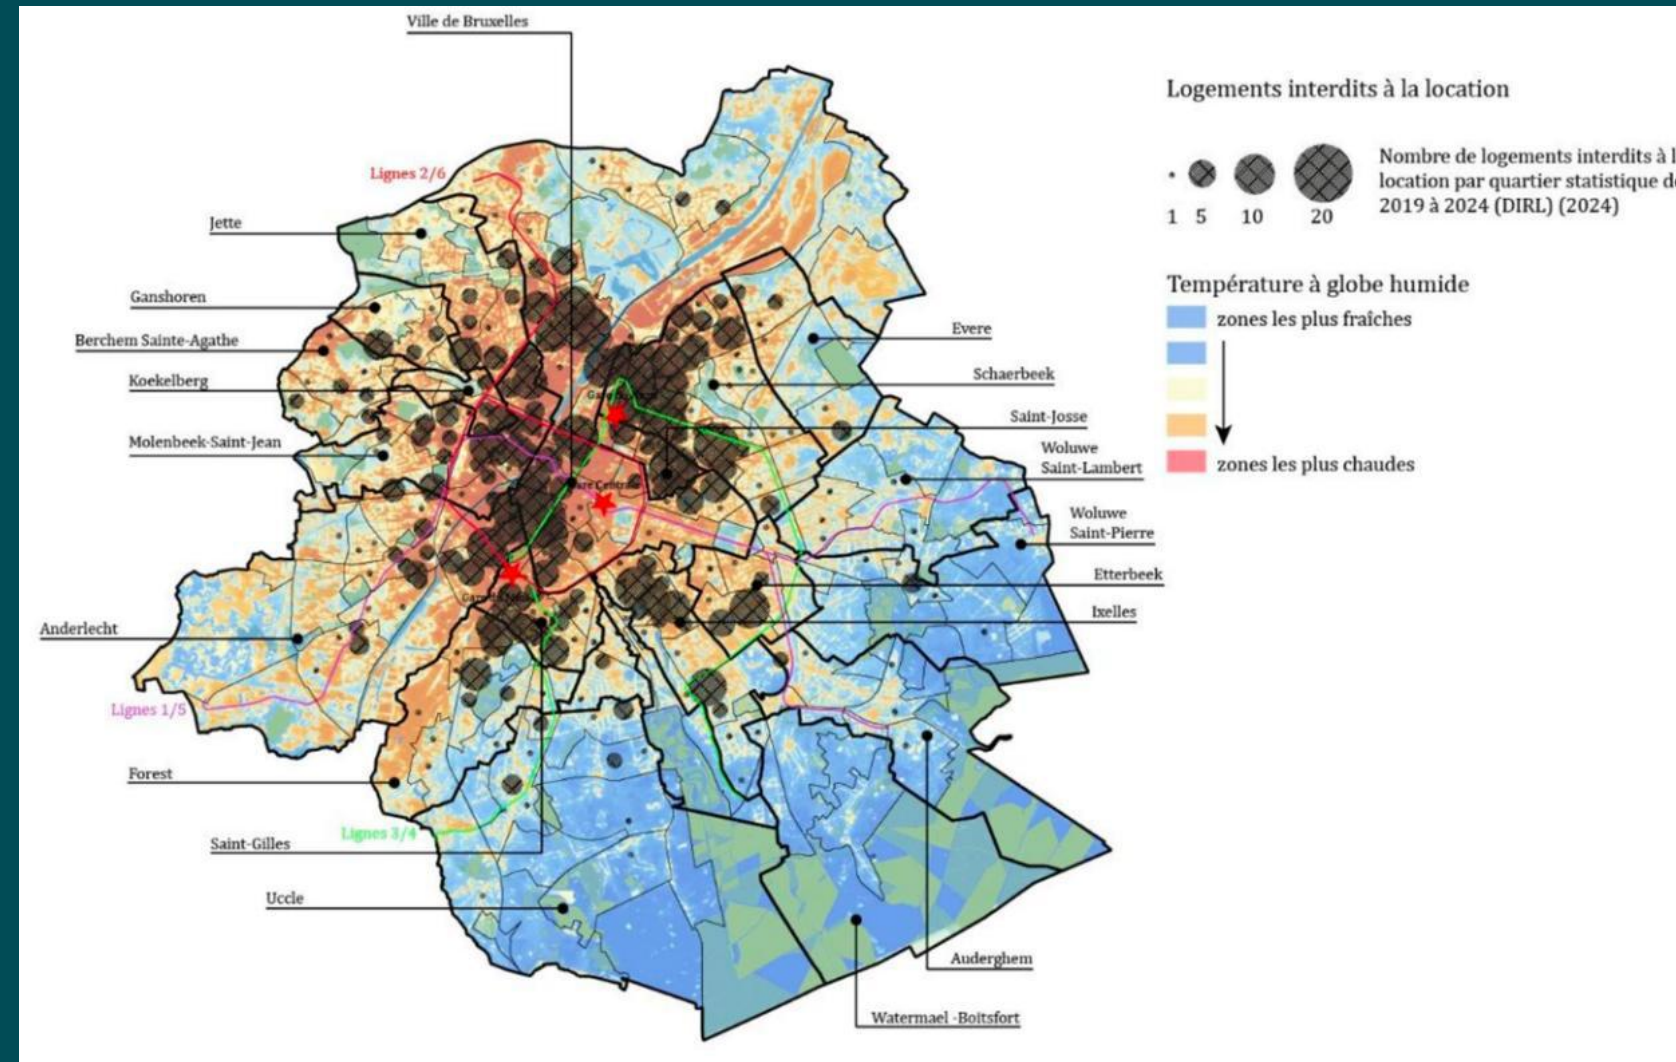 Ville de Bruxelles
Logements interdits à la location
Nombre de logements interdits à l
location par quartier statistique d
2019 à 2024 (DIRL) (2024)
1 5 10 20
Lignes 2/6
Jette
Température à globe humide
Ganshoren
zones les plus fraîches
Evere
Berchem Sainte-Agathe
Schaerbeek
Koekelberg
Saint-Josse
Molenbeek-Saint-Jean
Woluwe
Saint-Lambert
zones les plus chaudes
Woluwe
Saint-Pierre
Etterbeek
Ixelles
Anderlecht
Lignes 1/5
Forest
Lignes 3/4
Saint-Gilles
Uccle
Auderghem
Watermael -Boitsfort